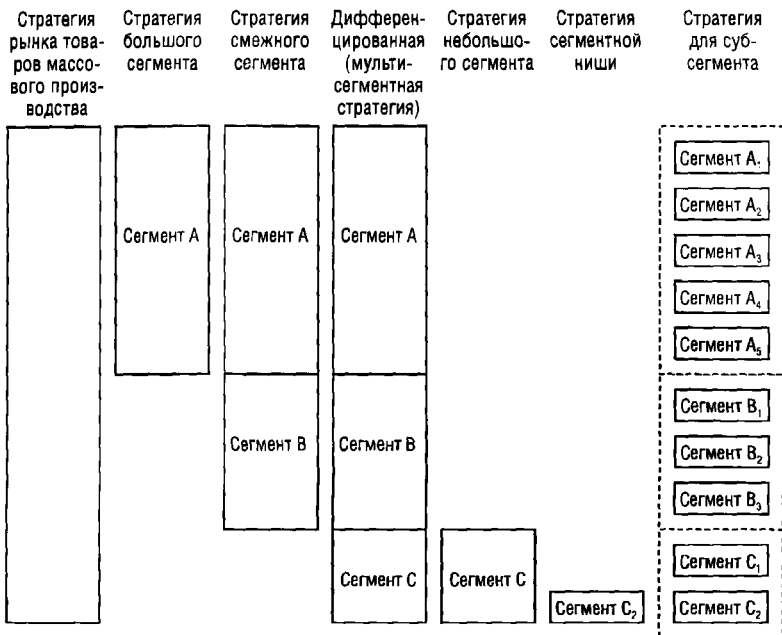 Стратегия
рынка това-
ров массо-
вого произ-
водства
Стратегия
большого
сегмента
Стратегия
смежного
сегмента
Дифферен-
цированная
(мульти-
сегментная
стратегия)
Стратегия
небольшо-
го сегмента
Стратегия
сегментной
ниши
Стратегия
для суб-
сегмента
Сегмент A
Сегмент A
Сегмент A
Сегмент A₁
Сегмент A₂
Сегмент A₃
Сегмент A₄
Сегмент A₅
Сегмент B
Сегмент B
Сегмент B₁
Сегмент B₂
Сегмент B₃
Сегмент C
Сегмент C
Сегмент C₂
Сегмент C₁
Сегмент C₂